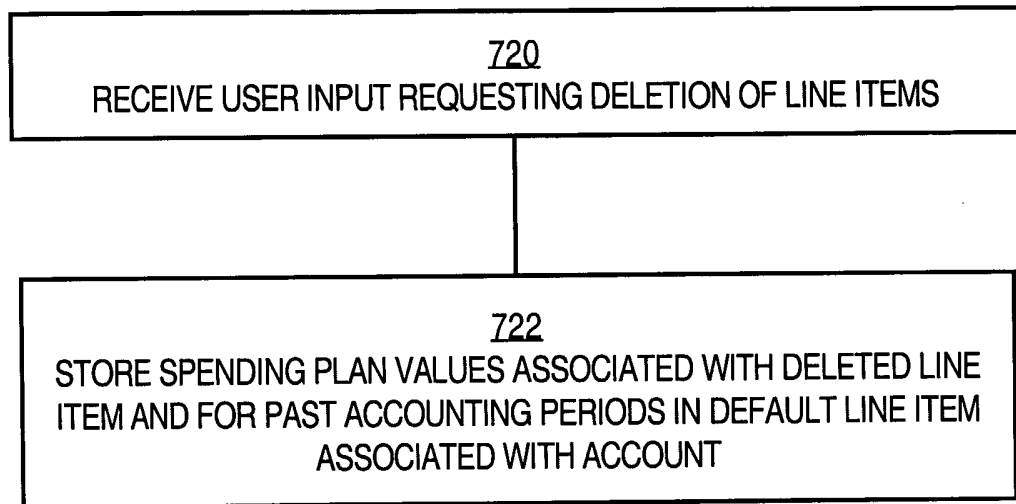 720
RECEIVE USER INPUT REQUESTING DELETION OF LINE ITEMS
722
STORE SPENDING PLAN VALUES ASSOCIATED WITH DELETED LINE
ITEM AND FOR PAST ACCOUNTING PERIODS IN DEFAULT LINE ITEM
ASSOCIATED WITH ACCOUNT